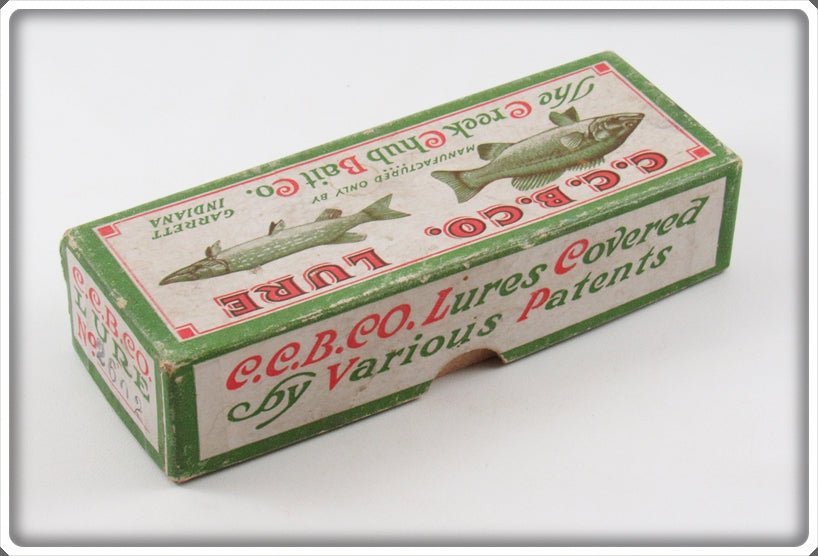 C.C.B.CO. LURE
MANUFACTURED ONLY BY
The Creek Chub Bait Co.
GARRETT
INDIANA
C.C.B.CO. Lures Covered
by Various Patents
C.C.B.CO.
LURE
No. 2602